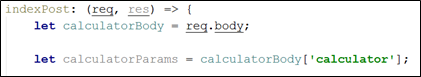 indexPost: (req, res) => {
let calculatorBody = req.body;
let calculatorParams = calculatorBody['calculator'];